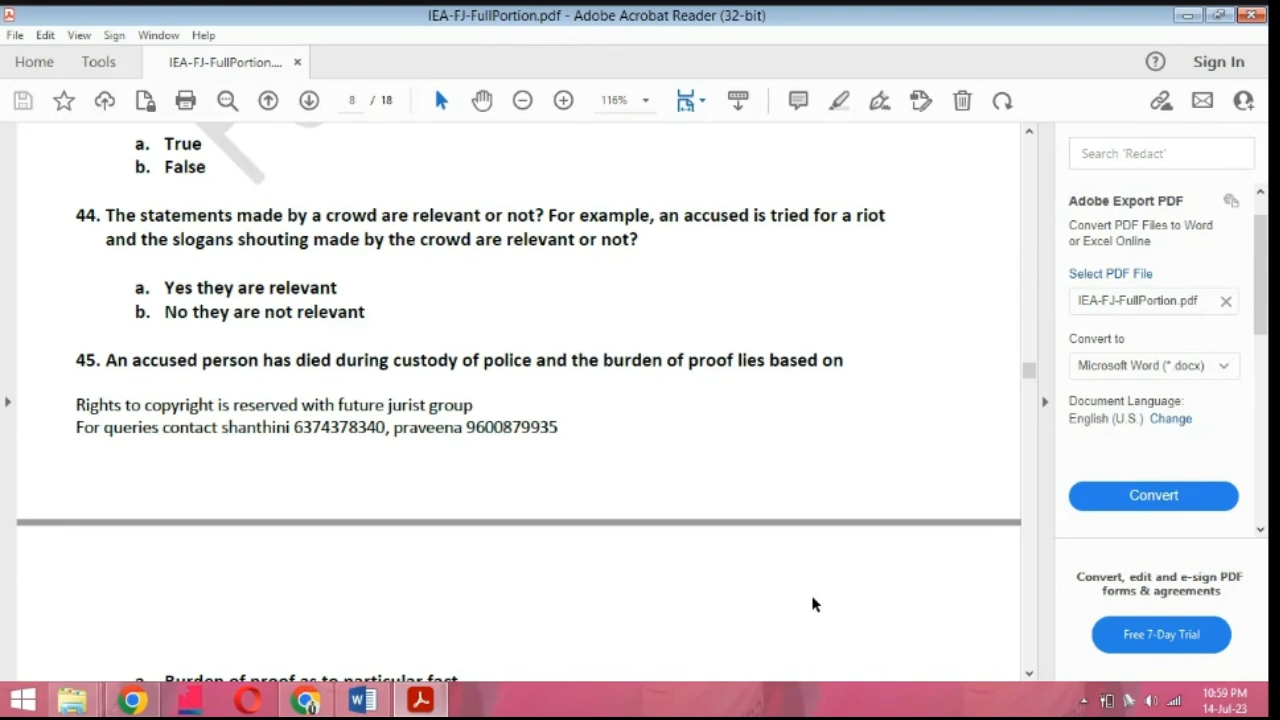 IEA-FJ-FullPortion.pdf - Adobe Acrobat Reader (32-bit)
File Edit View Sign Window Help
Home Tools IEA-FJ-FullPortion.... × Sign In
8 / 18 116%
a. True
b. False
44. The statements made by a crowd are relevant or not? For example, an accused is tried for a riot
and the slogans shouting made by the crowd are relevant or not?
a. Yes they are relevant
b. No they are not relevant
45. An accused person has died during custody of police and the burden of proof lies based on
Rights to copyright is reserved with future jurist group
For queries contact shanthini 6374378340, praveena 9600879935
a. Burden of proof as to particular fact
Search 'Redact'
Adobe Export PDF
Convert PDF Files to Word
or Excel Online
Select PDF File
IEA-FJ-FullPortion.pdf
Convert to
Microsoft Word (*.docx)
Document Language:
English (U.S.) Change
Convert
Convert, edit and e-sign PDF
forms & agreements
Free 7-Day Trial
10:59 PM
14-Jul-23